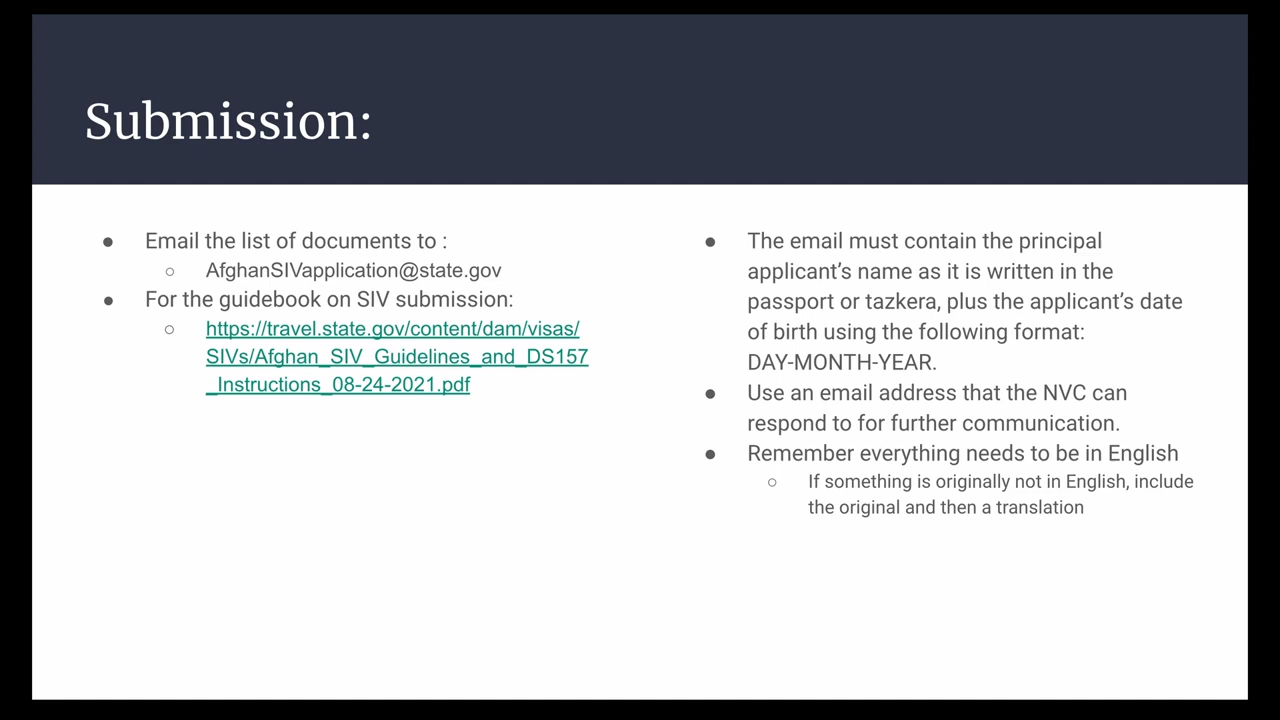 Submission:
● Email the list of documents to :
○ AfghanSIVapplication@state.gov
● For the guidebook on SIV submission:
○ https://travel.state.gov/content/dam/visas/
SIVs/Afghan_SIV_Guidelines_and_DS157
_Instructions_08-24-2021.pdf
● The email must contain the principal
applicant’s name as it is written in the
passport or tazkera, plus the applicant’s date
of birth using the following format:
DAY-MONTH-YEAR.
● Use an email address that the NVC can
respond to for further communication.
● Remember everything needs to be in English
○ If something is originally not in English, include
the original and then a translation